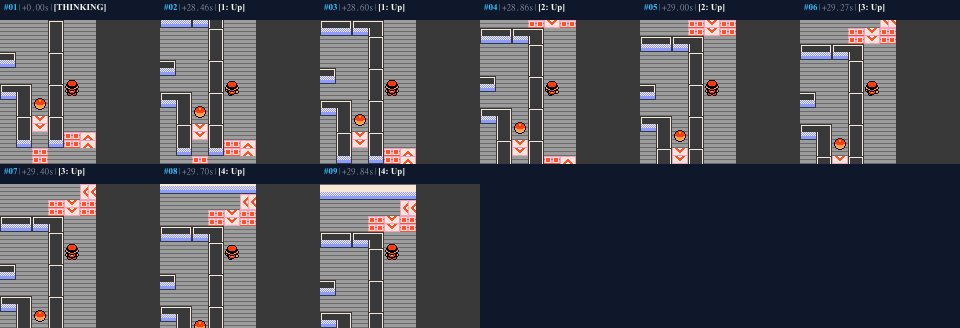 #01|+0.00s|[THINKING]
#02|+28.46s|[1: Up]
#03|+28.60s|[1: Up]
#04|+28.86s|[2: Up]
#05|+29.00s|[2: Up]
#06|+29.27s|[3: Up]
#07|+29.40s|[3: Up]
#08|+29.70s|[4: Up]
#09|+29.84s|[4: Up]